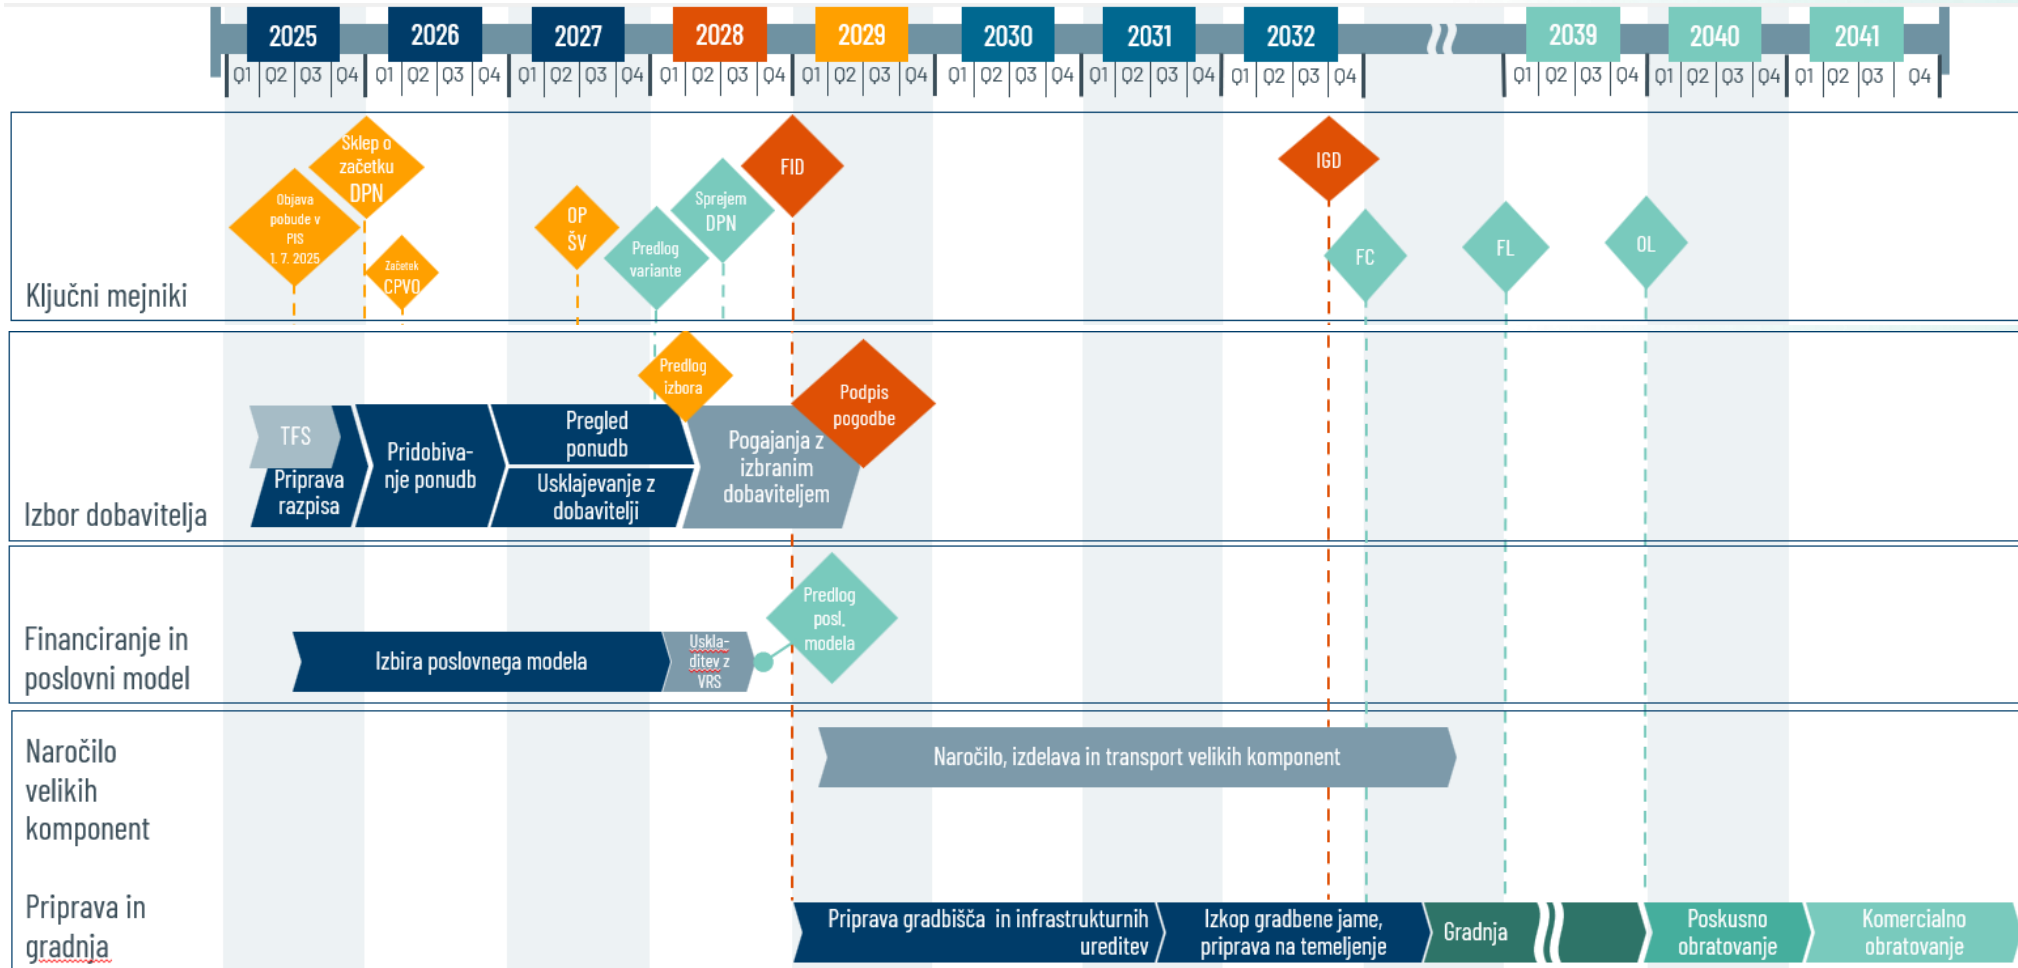 2025 2026 2027 2028 2029 2030 2031 2032 2039 2040 2041
Q1 Q2 Q3 Q4 Q1 Q2 Q3 Q4 Q1 Q2 Q3 Q4 Q1 Q2 Q3 Q4 Q1 Q2 Q3 Q4 Q1 Q2 Q3 Q4 Q1 Q2 Q3 Q4 Q1 Q2 Q3 Q4 Q1 Q2 Q3 Q4 Q1 Q2 Q3 Q4 Q1 Q2 Q3 Q4
Ključni mejniki
Objava
pobude v
PIS
1. 7. 2025
Sklep o
začetku
DPN
Začetek
CPVO
OP
ŠV
Predlog
variante
Sprejem
DPN
FID
IGD
FC
FL
OL
Izbor dobavitelja
TFS
Priprava
razpisa
Pridobiva-
nje ponudb
Pregled
ponudb
Usklajevanje z
dobavitelji
Predlog
izbora
Pogajanja z
izbranim
dobaviteljem
Podpis
pogodbe
Financiranje in
poslovni model
Izbira poslovnega modela
Uskla-
ditev z
VRS
Predlog
posl.
modela
Naročilo
velikih
komponent
Naročilo, izdelava in transport velikih komponent
Priprava in
gradnja
Priprava gradbišča in infrastrukturnih
ureditev
Izkop gradbene jame,
priprava na temeljenje
Gradnja
Poskusno
obratovanje
Komercialno
obratovanje